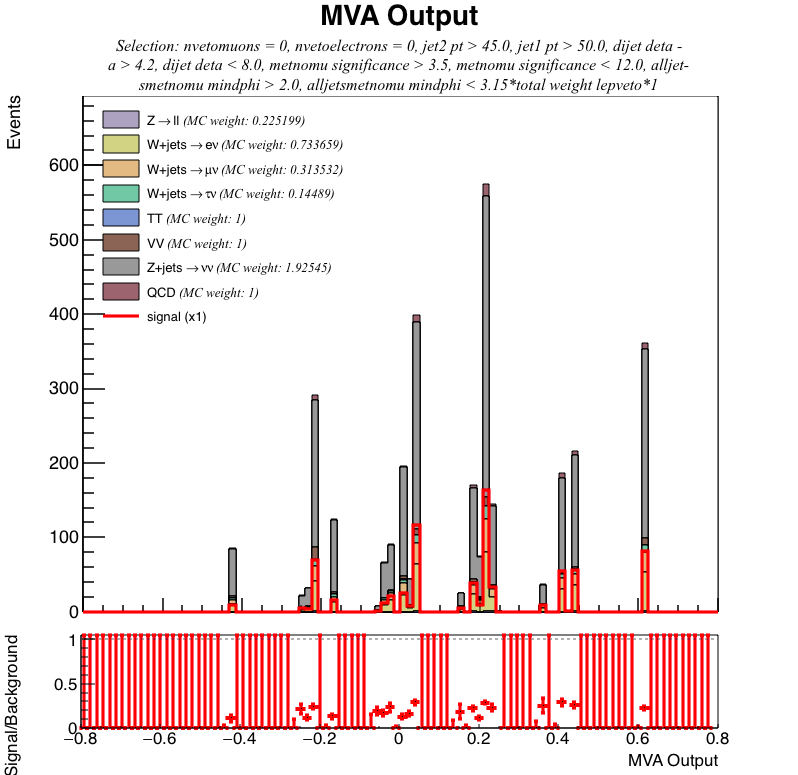 MVA Output
Selection: nvetomuons = 0, nvetoelectrons = 0, jet2 pt > 45.0, jet1 pt > 50.0, dijet deta -
a > 4.2, dijet deta < 8.0, metnomu significance > 3.5, metnomu significance < 12.0, alljet-
smetnomu mindphi > 2.0, alljetsmetnomu mindphi < 3.15*total weight lepveto*1
Events
600
500
400
300
200
100
0
Z→ll (MC weight: 0.225199)
W+jets→eν (MC weight: 0.733659)
W+jets→μν (MC weight: 0.313532)
W+jets→τν (MC weight: 0.14489)
TT (MC weight: 1)
VV (MC weight: 1)
Z+jets→νν (MC weight: 1.92545)
QCD (MC weight: 1)
signal (x1)
Signal/Background
1
0.5
0
−0.8 −0.6 −0.4 −0.2 0 0.2 0.4 0.6 0.8
MVA Output